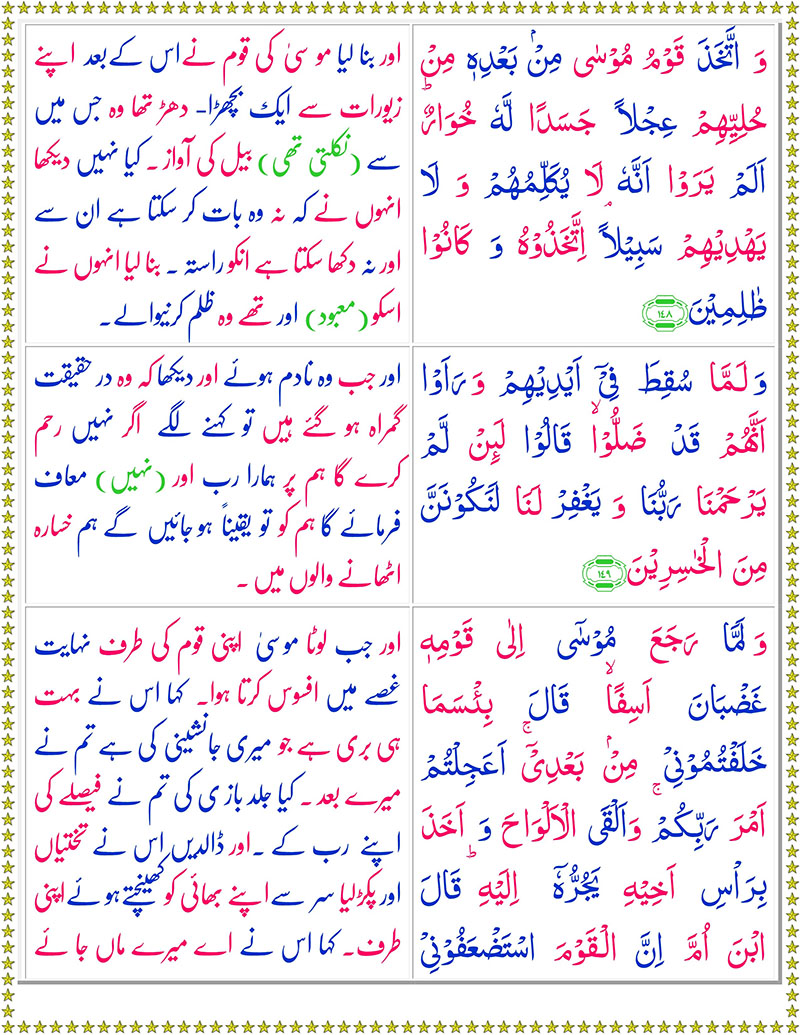 وَ اتَّخَذَ قَوْمُ مُوْسٰى مِنْۢ بَعْدِهٖ مِنْ
حُلِيِّهِمْ عِجْلًا جَسَدًا لَّهٗ خُوَارٌؕ
اَلَمْ يَرَوْا اَنَّهٗ لَا يُكَلِّمُهُمْ وَ لَا
يَهْدِيْهِمْ سَبِيْلًاۘ اِتَّخَذُوْهُ وَ كَانُوْا
ظٰلِمِيْنَ ١٤٨
اور بنا لیا موسیٰ کی قوم نے اس کے بعد اپنے
زیورات سے ایک بچھڑا- دھڑ تھا وہ جس میں
سے (نکلتی تھی) بیل کی آواز ۔ کیا نہیں دیکھا
انہوں نے کہ نہ وہ بات کر سکتا ہے ان سے
اور نہ دکھا سکتا ہے انکو راستہ ۔ بنا لیا انہوں نے
اسکو (معبود) اور تھے وہ ظلم کرنیوالے ۔
وَ لَمَّا سُقِطَ فِىْۤ اَيْدِيْهِمْ وَ رَاَوْا
اَنَّهُمْ قَدْ ضَلُّوْاۙ قَالُوْا لَئِنْ لَّمْ
يَرْحَمْنَا رَبُّنَا وَ يَغْفِرْ لَنَا لَنَكُوْنَنَّ
مِنَ الْخٰسِرِيْنَ ١٤٩
اور جب وہ نادم ہوئے اور دیکھا کہ وہ در حقیقت
گمراہ ہو گئے ہیں تو کہنے لگے اگر نہیں رحم
کرے گا ہم پر ہمارا رب اور (نہیں) معاف
فرمائے گا ہم کو تو یقیناً ہو جائیں گے ہم خسارہ
اٹھانے والوں میں ۔
وَ لَمَّا رَجَعَ مُوْسٰٓى اِلٰى قَوْمِهٖ
غَضْبَانَ اَسِفًاۙ قَالَ بِئْسَمَا
خَلَفْتُمُوْنِىْ مِنْۢ بَعْدِىْۚ اَعَجِلْتُمْ
اَمْرَ رَبِّكُمْۚ وَاَلْقَى الْاَلْوَاحَ وَ اَخَذَ
بِرَاْسِ اَخِيْهِ يَجُرُّهٗۤ اِلَيْهِؕ قَالَ
ابْنَ اُمَّ اِنَّ الْقَوْمَ اسْتَضْعَفُوْنِىْ
اور جب لوٹا موسیٰ اپنی قوم کی طرف نہایت
غصے میں افسوس کرتا ہوا۔ کہا اس نے بہت
ہی بری ہے جو میری جانشینی کی ہے تم نے
میرے بعد ۔ کیا جلد بازی کی تم نے فیصلے کی
اپنے رب کے ۔ اور ڈالدیں اس نے تختیاں
اور پکڑلیا سر سے اپنے بھائی کو کھینچتے ہوئے اپنی
طرف۔ کہا اس نے اے میرے ماں جائے